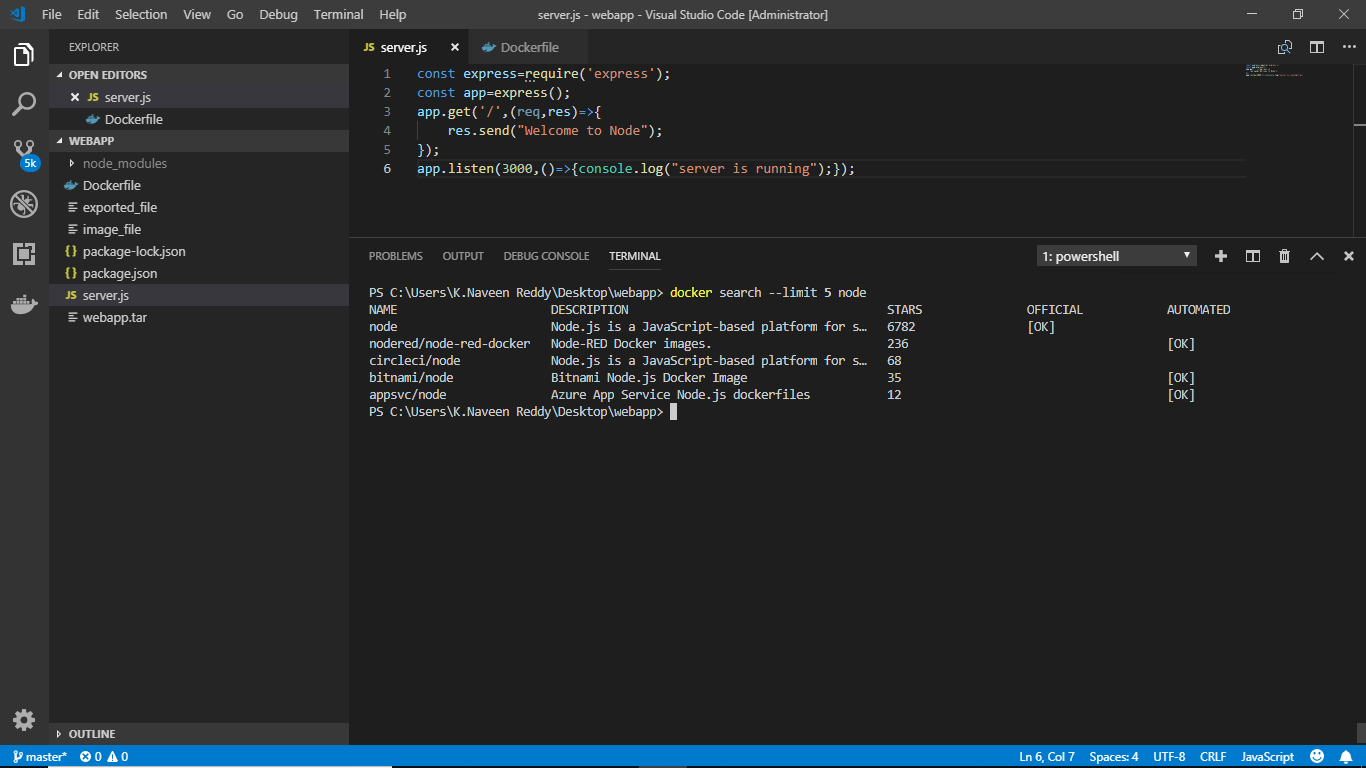 File Edit Selection View Go Debug Terminal Help
server.js - webapp - Visual Studio Code [Administrator]
EXPLORER
OPEN EDITORS
JS server.js
Dockerfile
WEBAPP
node_modules
Dockerfile
exported_file
image_file
{} package-lock.json
{} package.json
JS server.js
webapp.tar
OUTLINE
5k
JS server.js
Dockerfile
1 const express=require('express');
2 const app=express();
3 app.get('/',(req,res)=>{
4 res.send("Welcome to Node");
5 });
6 app.listen(3000,()=>{console.log("server is running");});
PROBLEMS OUTPUT DEBUG CONSOLE TERMINAL
1: powershell
PS C:\Users\K.Naveen Reddy\Desktop\webapp> docker search --limit 5 node
NAME DESCRIPTION STARS OFFICIAL AUTOMATED
node Node.js is a JavaScript-based platform for s… 6782 [OK]
nodered/node-red-docker Node-RED Docker images. 236 [OK]
circleci/node Node.js is a JavaScript-based platform for s… 68
bitnami/node Bitnami Node.js Docker Image 35 [OK]
appsvc/node Azure App Service Node.js dockerfiles 12 [OK]
PS C:\Users\K.Naveen Reddy\Desktop\webapp>
master* 0 0
Ln 6, Col 7 Spaces: 4 UTF-8 CRLF JavaScript